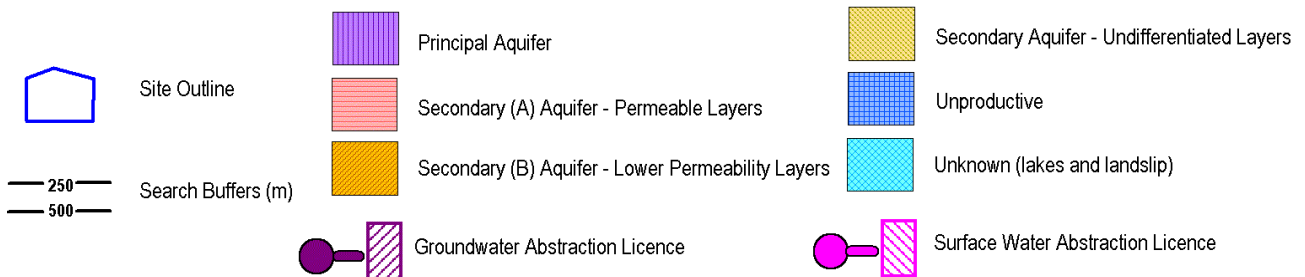 Site Outline
250
500
Search Buffers (m)
Principal Aquifer
Secondary (A) Aquifer - Permeable Layers
Secondary (B) Aquifer - Lower Permeability Layers
Groundwater Abstraction Licence
Secondary Aquifer - Undifferentiated Layers
Unproductive
Unknown (lakes and landslip)
Surface Water Abstraction Licence